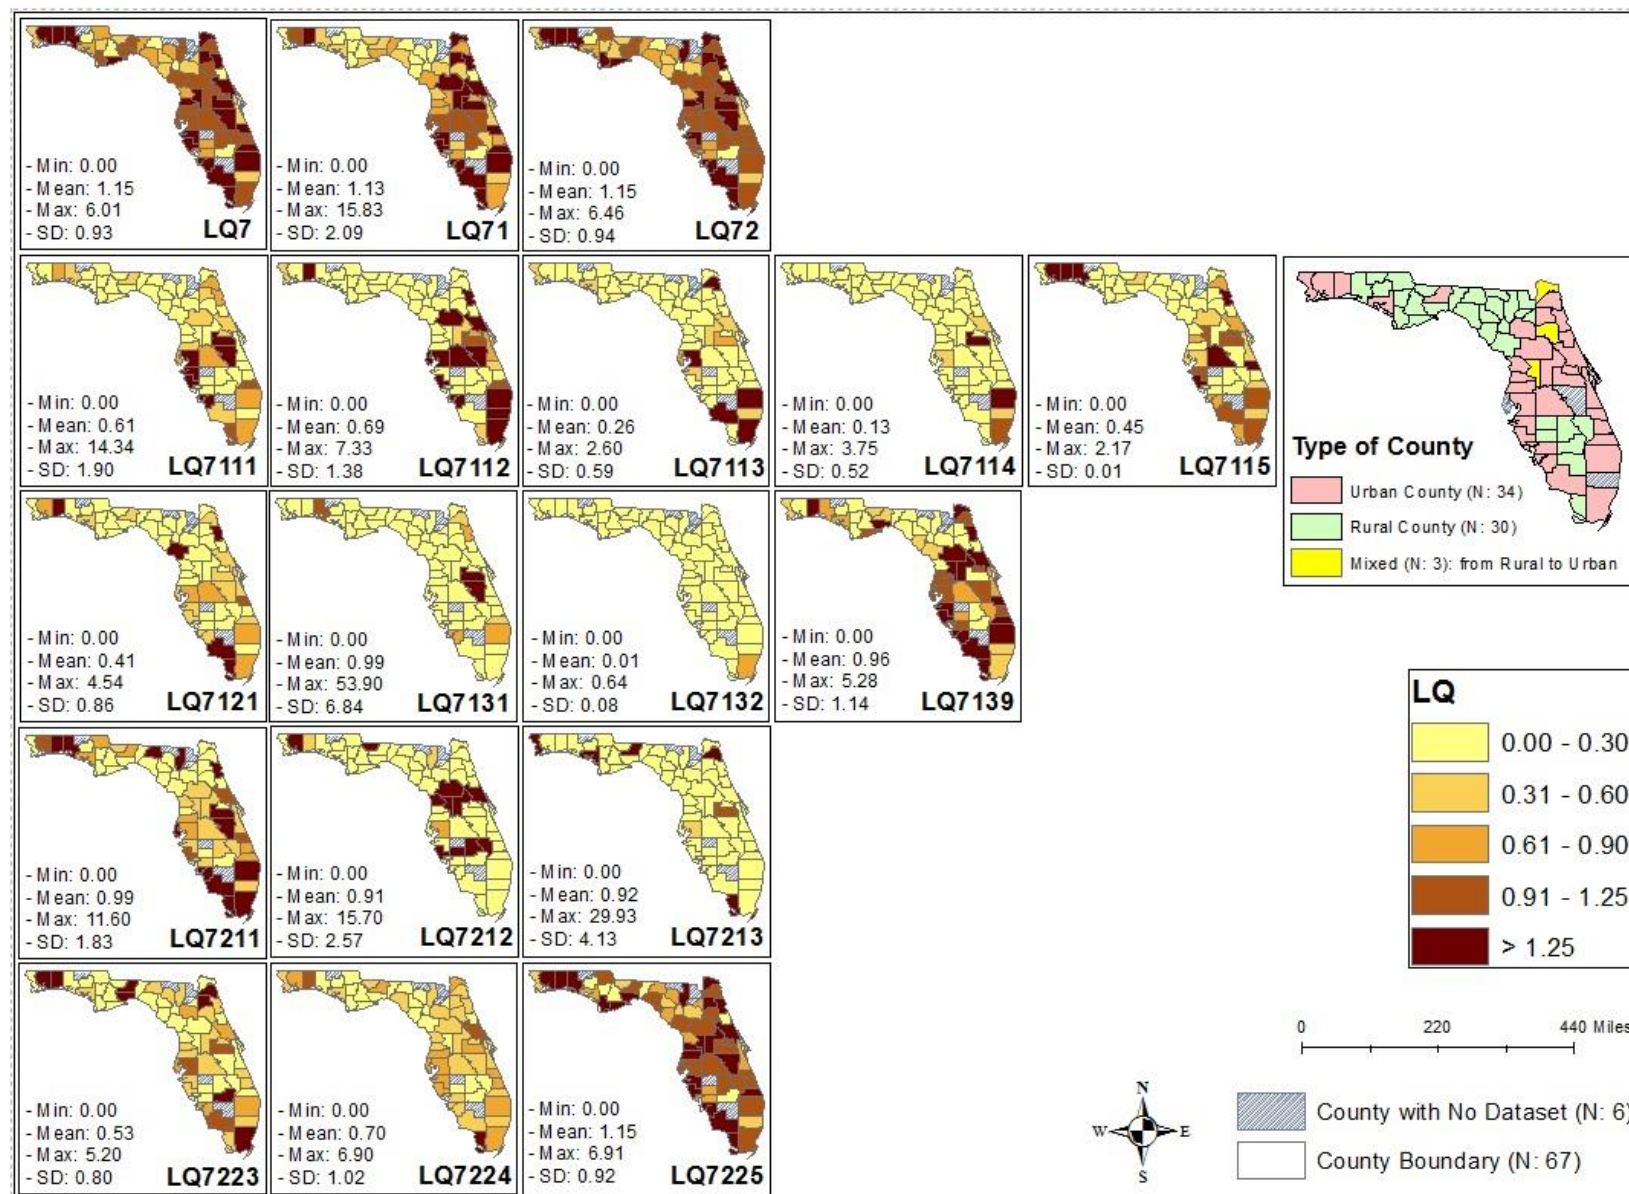 - Min: 0.00
- Mean: 1.15
- Max: 6.01
- SD: 0.93
LQ7
- Min: 0.00
- Mean: 1.13
- Max: 15.83
- SD: 2.09
LQ71
- Min: 0.00
- Mean: 1.15
- Max: 6.46
- SD: 0.94
LQ72
- Min: 0.00
- Mean: 0.61
- Max: 14.34
- SD: 1.90
LQ7111
- Min: 0.00
- Mean: 0.69
- Max: 7.33
- SD: 1.38
LQ7112
- Min: 0.00
- Mean: 0.26
- Max: 2.60
- SD: 0.59
LQ7113
- Min: 0.00
- Mean: 0.13
- Max: 3.75
- SD: 0.52
LQ7114
- Min: 0.00
- Mean: 0.45
- Max: 2.17
- SD: 0.01
LQ7115
Type of County
Urban County (N: 34)
Rural County (N: 30)
Mixed (N: 3): from Rural to Urban
- Min: 0.00
- Mean: 0.41
- Max: 4.54
- SD: 0.86
LQ7121
- Min: 0.00
- Mean: 0.99
- Max: 53.90
- SD: 6.84
LQ7131
- Min: 0.00
- Mean: 0.01
- Max: 0.64
- SD: 0.08
LQ7132
- Min: 0.00
- Mean: 0.96
- Max: 5.28
- SD: 1.14
LQ7139
- Min: 0.00
- Mean: 0.99
- Max: 11.60
- SD: 1.83
LQ7211
- Min: 0.00
- Mean: 0.91
- Max: 15.70
- SD: 2.57
LQ7212
- Min: 0.00
- Mean: 0.92
- Max: 29.93
- SD: 4.13
LQ7213
LQ
0.00 - 0.30
0.31 - 0.60
0.61 - 0.90
0.91 - 1.25
> 1.25
- Min: 0.00
- Mean: 0.53
- Max: 5.20
- SD: 0.80
LQ7223
- Min: 0.00
- Mean: 0.70
- Max: 6.90
- SD: 1.02
LQ7224
- Min: 0.00
- Mean: 1.15
- Max: 6.91
- SD: 0.92
LQ7225
0 220 440 Miles
N
W E
S
County with No Dataset (N: 6)
County Boundary (N: 67)